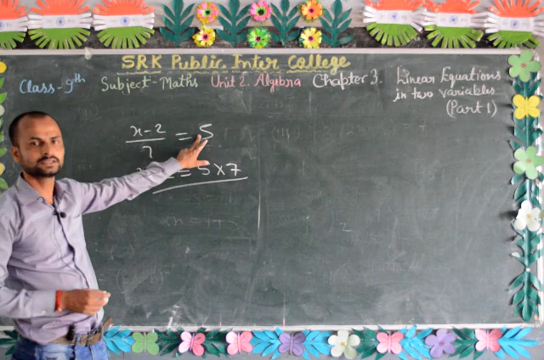 SRK Public Inter College
Class-9th Subject-Maths Unit 2. Algebra Chapter 3. Linear Equations
in two variables
(Part 1)
x-2
/7 = 5
= 5×7